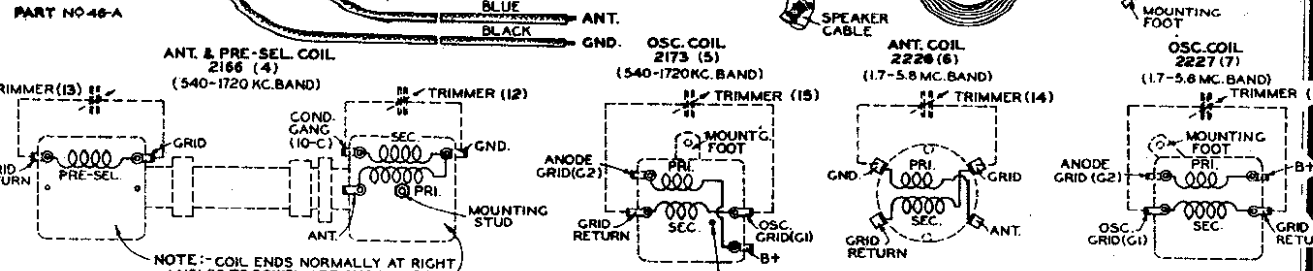 PART NO 46-A
BLUE
ANT.
BLACK
GND.
SPEAKER
CABLE
MOUNTING
FOOT
ANT. & PRE-SEL. COIL
2166 (4)
(540-1720 KC. BAND)
TRIMMER (13)
GRID
PRE-SEL.
TRIMMER (12)
COND.
GANG
(10-C)
SEC.
GND.
PRI.
ANT.
MOUNTING
STUD
NOTE:- COIL ENDS NORMALLY AT RIGHT
OSC. COIL
2173 (5)
(540-1720 KC. BAND)
TRIMMER (15)
MOUNT'G.
FOOT
ANODE
GRID (G2)
PRI.
GRID
RETURN
SEC.
OSC.
GRID (G1)
B+
ANT. COIL
2226 (6)
(1.7-5.8 MC. BAND)
TRIMMER (14)
GND.
PRI.
GRID
SEC.
GRID
RETURN
ANT.
OSC. COIL
2227 (7)
(1.7-5.8 MC. BAND)
TRIMMER (
MOUNTING
FOOT
ANODE
GRID (G2)
PRI.
B+
OSC.
GRID (G1)
SEC.
GRID